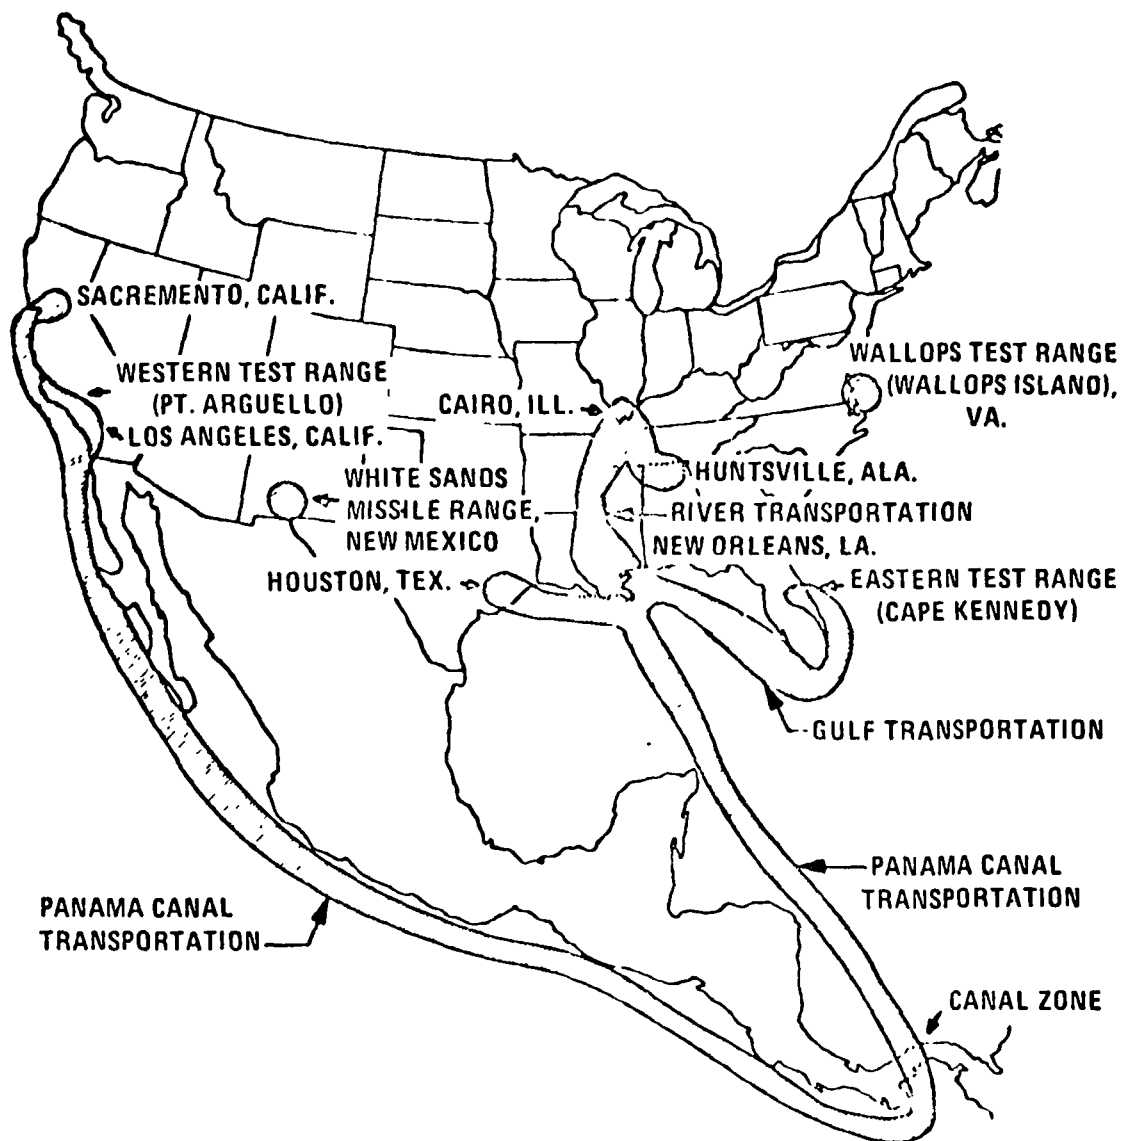 SACREMENTO, CALIF.
WESTERN TEST RANGE
(PT. ARGUELLO)
LOS ANGELES, CALIF.
WHITE SANDS
MISSILE RANGE,
NEW MEXICO
HOUSTON, TEX.
CAIRO, ILL.
WALLOPS TEST RANGE
(WALLOPS ISLANO),
VA.
HUNTSVILLE, ALA.
RIVER TRANSPORTATION
NEW ORLEANS, LA.
EASTERN TEST RANGE
(CAPE KENNEDY)
GULF TRANSPORTATION
PANAMA CANAL
TRANSPORTATION
PANAMA CANAL
TRANSPORTATION
CANAL ZONE